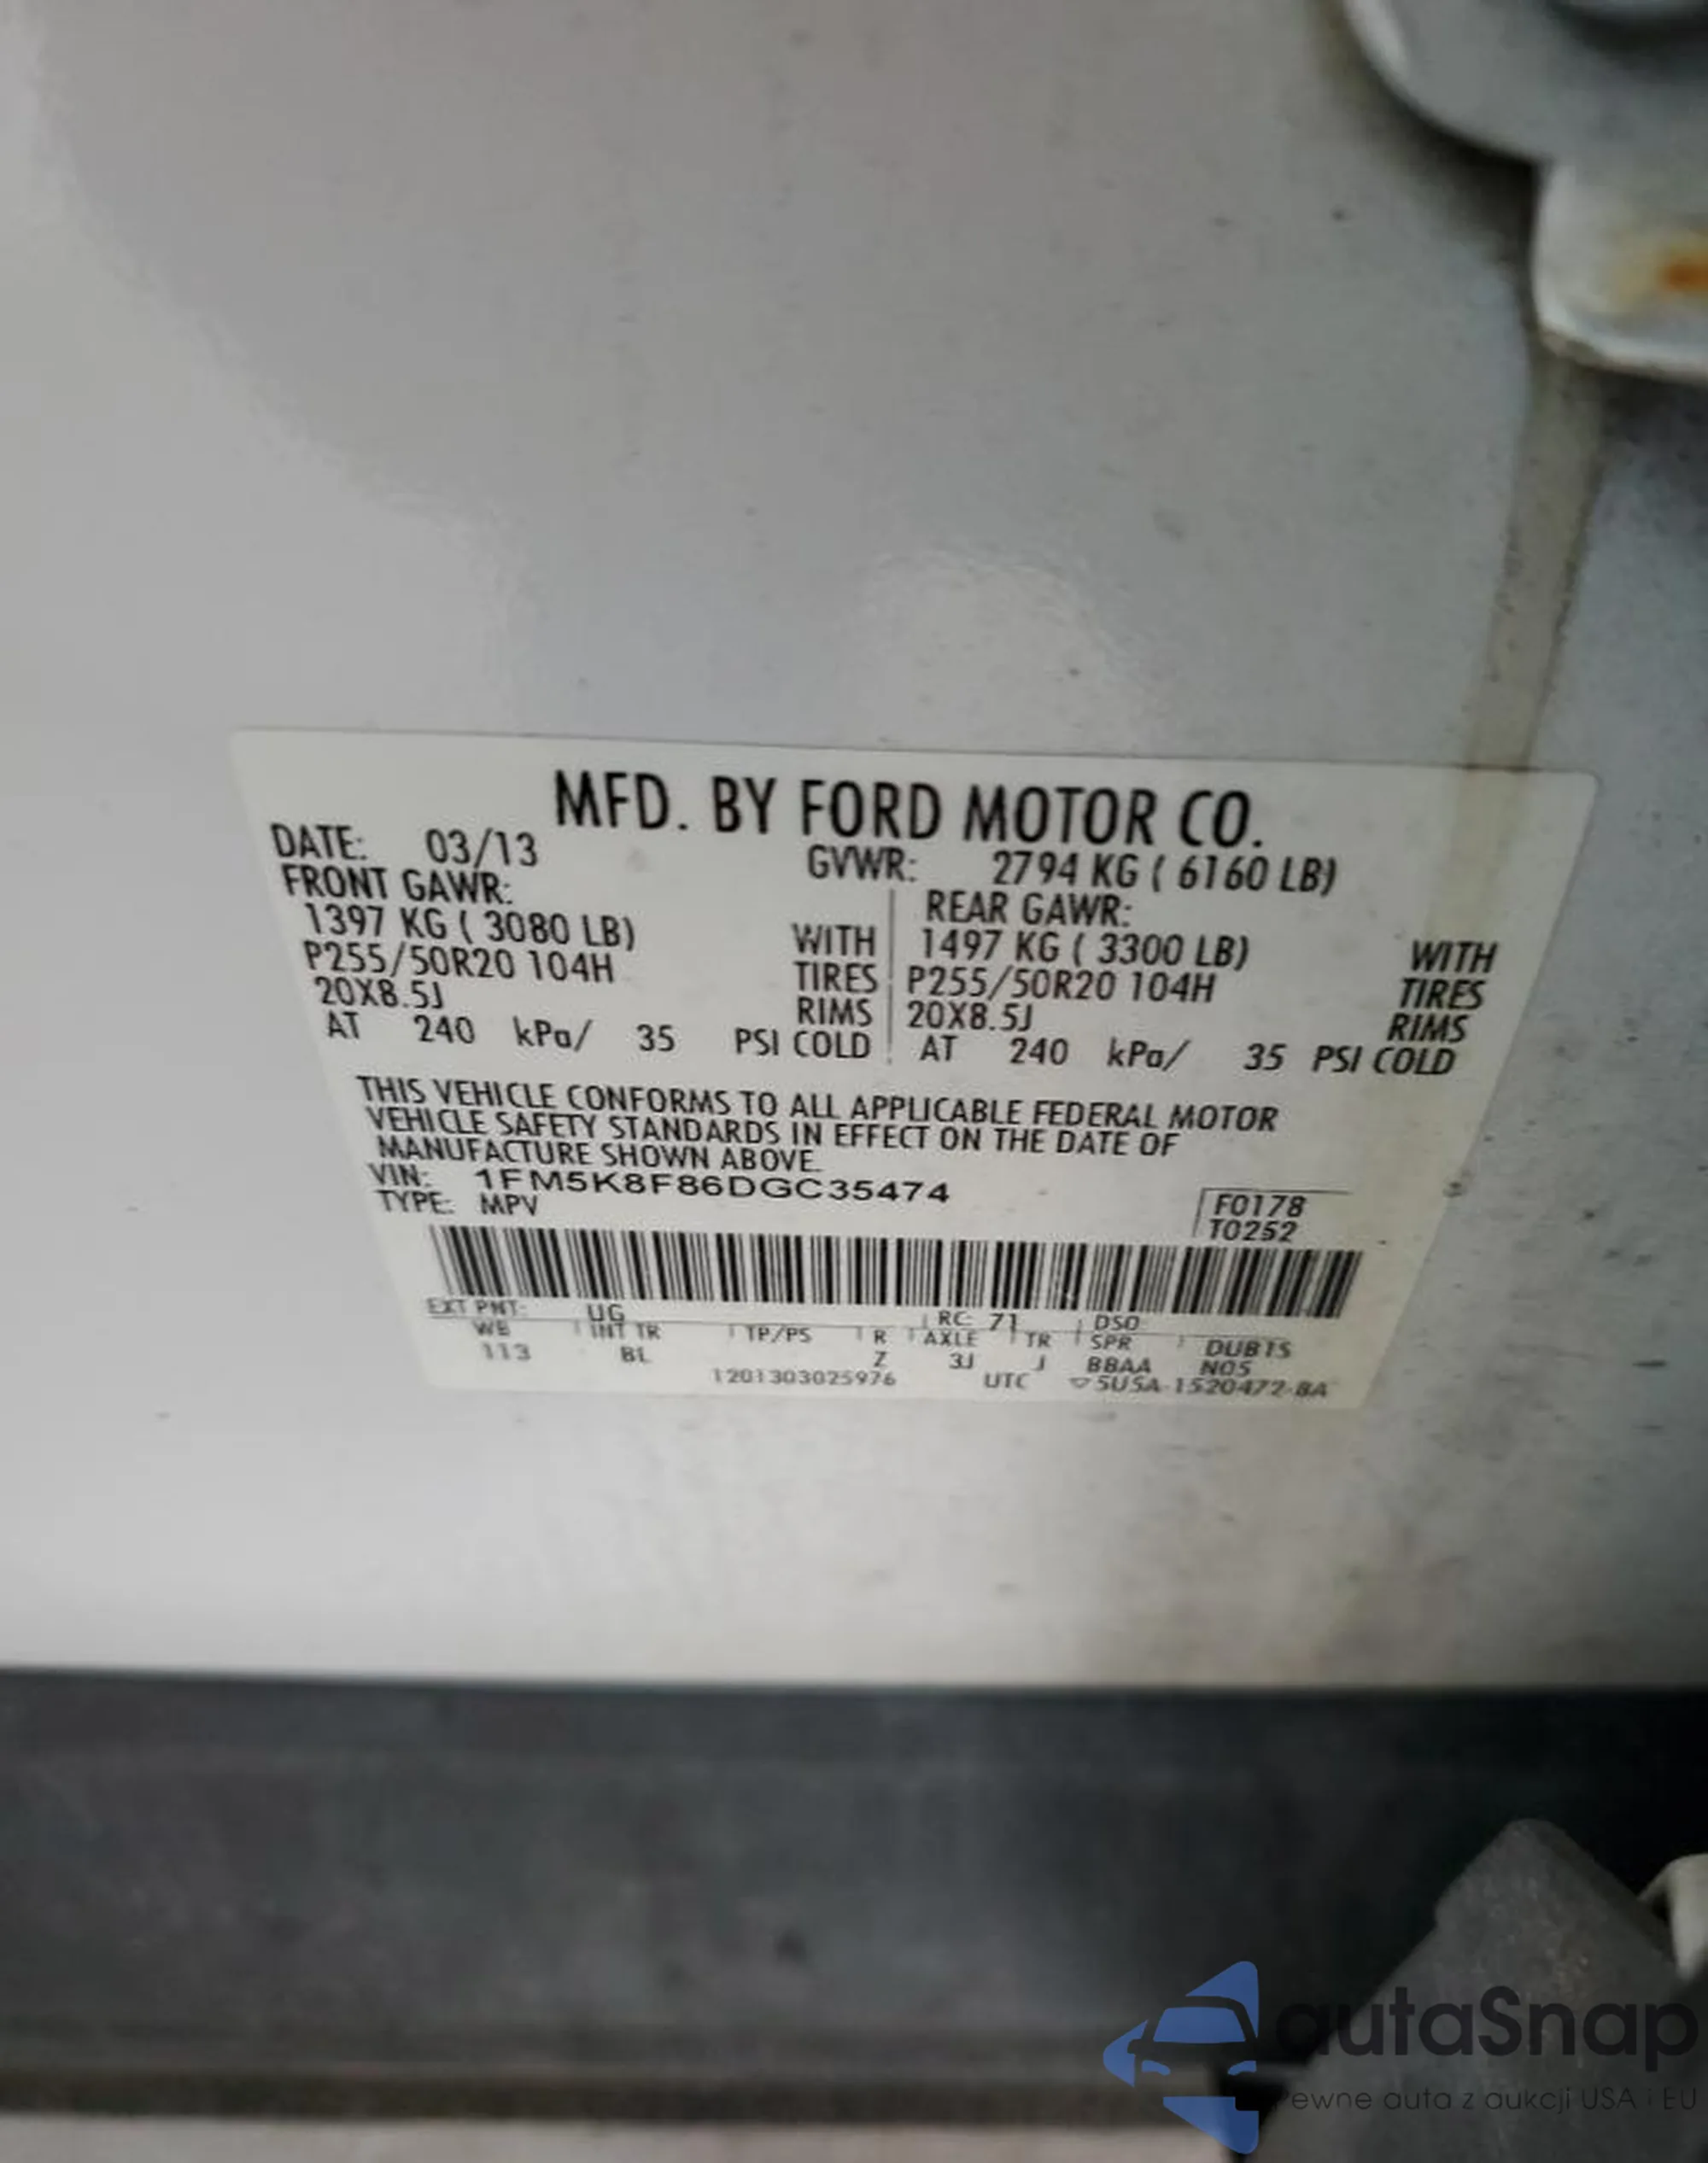 MFD. BY FORD MOTOR CO.
DATE: 03/13 GVWR: 2794 KG ( 6160 LB)
FRONT GAWR: REAR GAWR:
1397 KG ( 3080 LB) WITH 1497 KG ( 3300 LB) WITH
P255/50R20 104H TIRES P255/50R20 104H TIRES
20X8.5J RIMS 20X8.5J RIMS
AT 240 kPa/ 35 PSI COLD AT 240 kPa/ 35 PSI COLD
THIS VEHICLE CONFORMS TO ALL APPLICABLE FEDERAL MOTOR
VEHICLE SAFETY STANDARDS IN EFFECT ON THE DATE OF
MANUFACTURE SHOWN ABOVE.
VIN: 1FM5K8F86DGC35474
TYPE: MPV
F0178
T0252
EXT PNT: UG RC: 71 DSO:
WB INT TR TP/PS R AXLE TR SPR DUBTS
113 BL Z 3J J BBAA N05
1201303025976 UTC 5USA-1520472-BA
autaSnap
Pewne auta z aukcji USA i EU